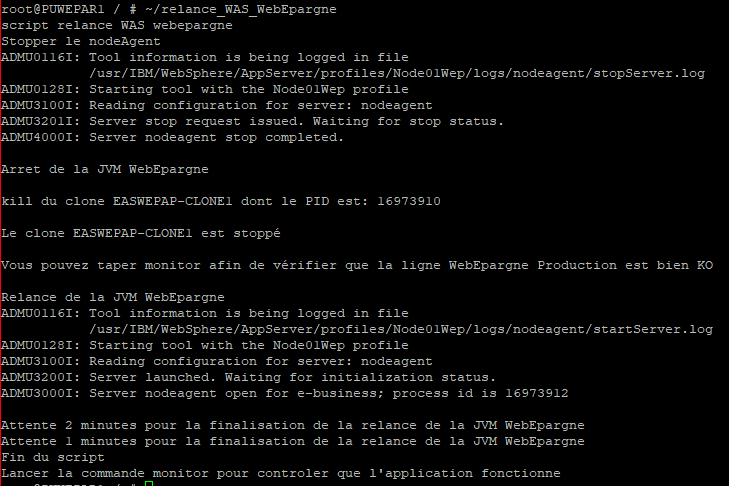 root@PUWEPAR1 / # ~/relance_WAS_WebEpargne
script relance WAS webepargne
Stopper le nodeAgent
ADMU0116I: Tool information is being logged in file
           /usr/IBM/WebSphere/AppServer/profiles/Node01Wep/logs/nodeagent/stopServer.log
ADMU0128I: Starting tool with the Node01Wep profile
ADMU3100I: Reading configuration for server: nodeagent
ADMU3201I: Server stop request issued. Waiting for stop status.
ADMU4000I: Server nodeagent stop completed.
Arret de la JVM WebEpargne
kill du clone EASWEPAP-CLONE1 dont le PID est: 16973910
Le clone EASWEPAP-CLONE1 est stoppé
Vous pouvez taper monitor afin de vérifier que la ligne WebEpargne Production est bien KO
Relance de la JVM WebEpargne
ADMU0116I: Tool information is being logged in file
           /usr/IBM/WebSphere/AppServer/profiles/Node01Wep/logs/nodeagent/startServer.log
ADMU0128I: Starting tool with the Node01Wep profile
ADMU3100I: Reading configuration for server: nodeagent
ADMU3200I: Server launched. Waiting for initialization status.
ADMU3000I: Server nodeagent open for e-business; process id is 16973912
Attente 2 minutes pour la finalisation de la relance de la JVM WebEpargne
Attente 1 minutes pour la finalisation de la relance de la JVM WebEpargne
Fin du script
Lancer la commande monitor pour controler que l'application fonctionne
root@PUWEPAR1 / #